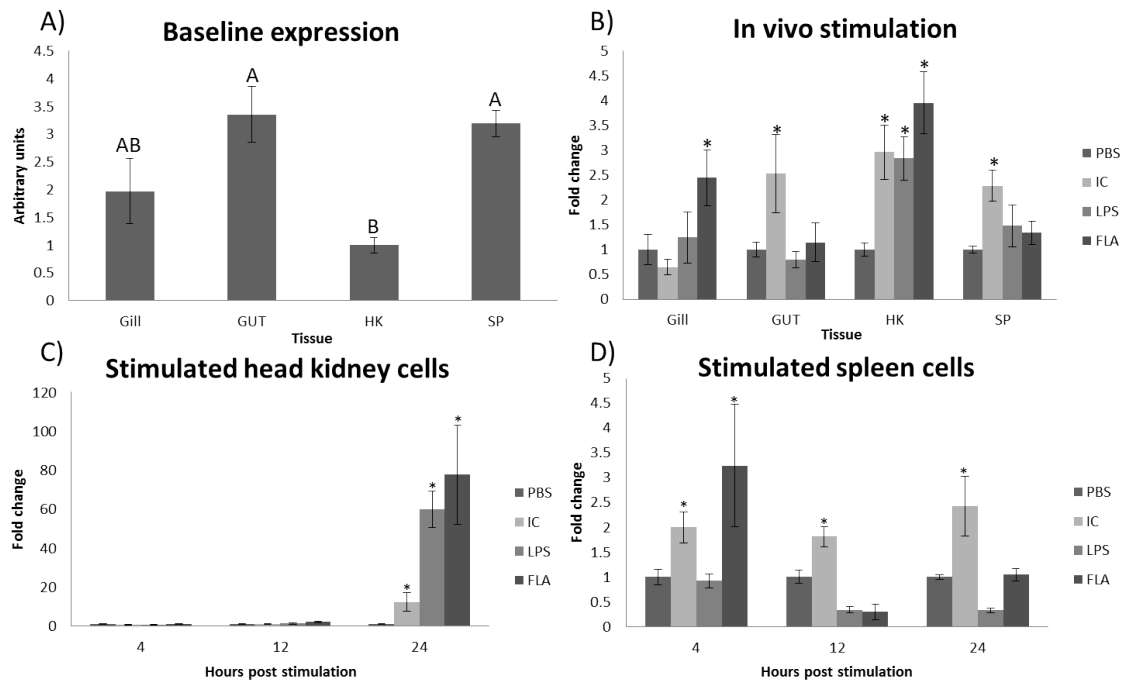 A)
Baseline expression
4.5
4
3.5
3
2.5
2
1.5
1
0.5
0
Arbitrary units
AB
A
B
A
Gill GUT HK SP
Tissue
B)
In vivo stimulation
5
4.5
4
3.5
3
2.5
2
1.5
1
0.5
0
Fold change
*
*
* * *
*
Gill GUT HK SP
Tissue
PBS
IC
LPS
FLA
C)
Stimulated head kidney cells
120
100
80
60
40
20
0
Fold change
* * *
4 12 24
Hours post stimulation
PBS
IC
LPS
FLA
D)
Stimulated spleen cells
5
4.5
4
3.5
3
2.5
2
1.5
1
0.5
0
Fold change
* *
*
*
4 12 24
Hours post stimulation
PBS
IC
LPS
FLA